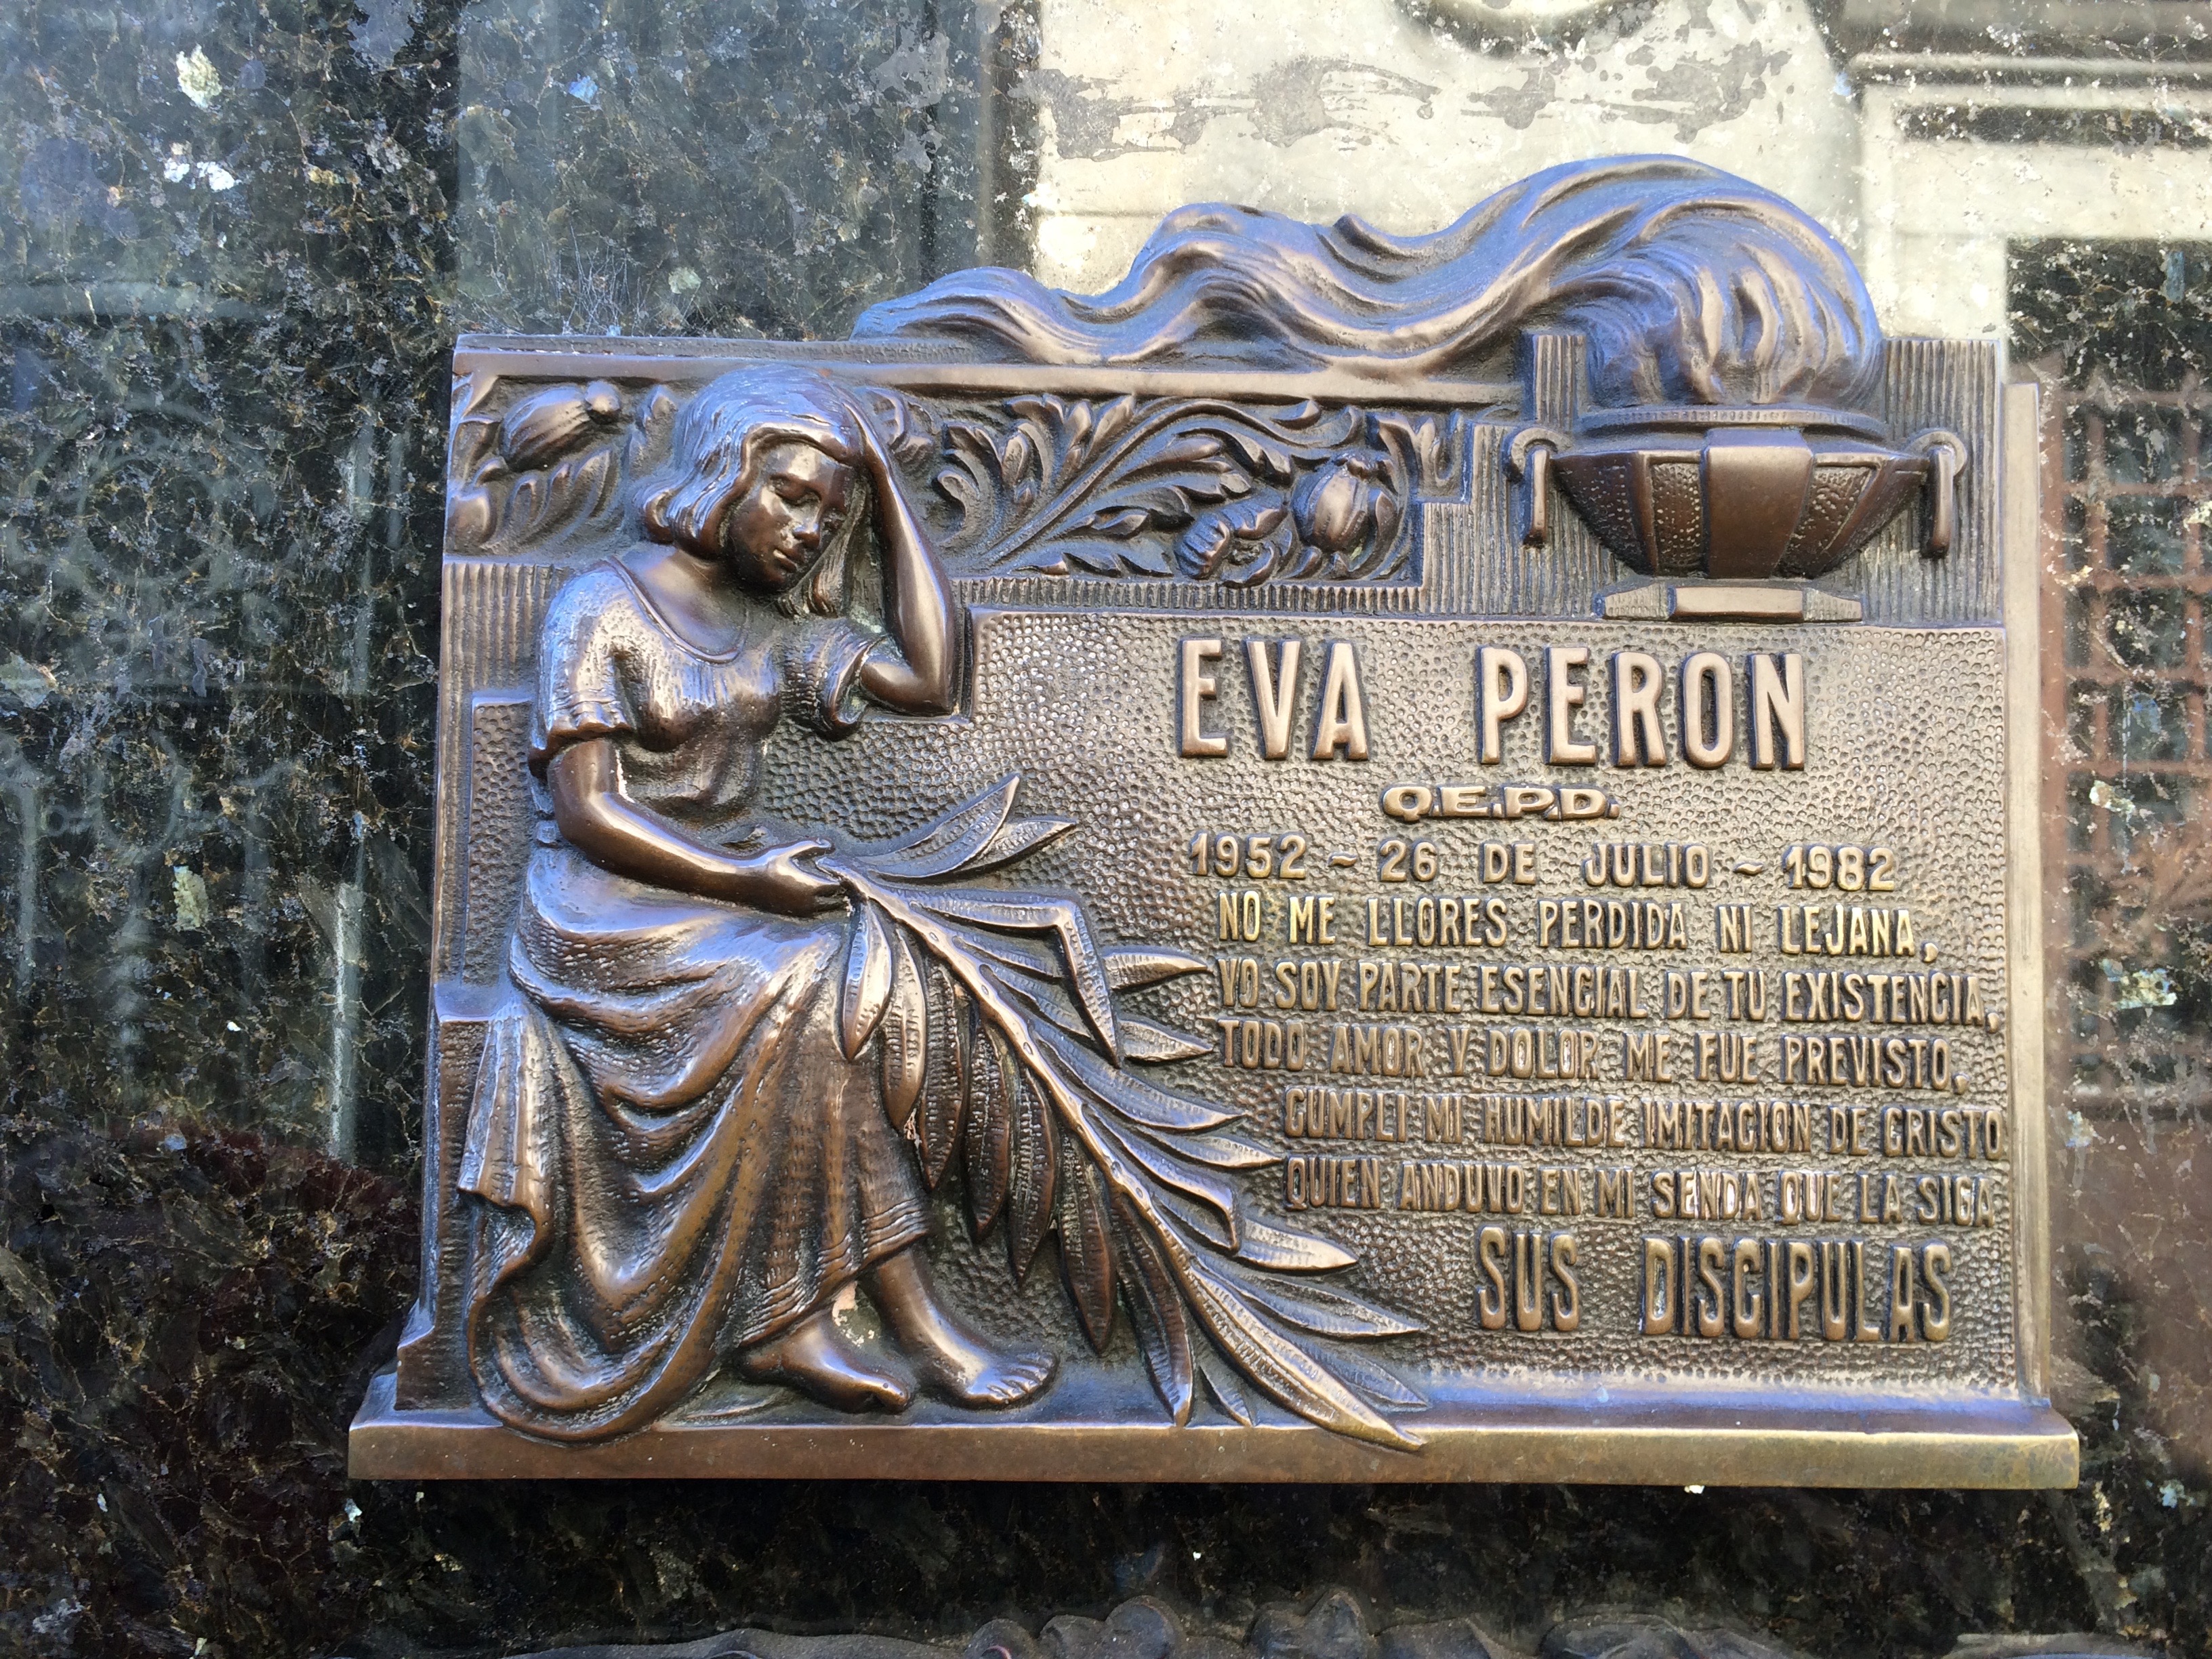 EVA PERON
Q.E.P.D.
1952 ~ 26 DE JULIO ~ 1982
NO ME LLORES PERDIDA NI LEJANA,
YO SOY PARTE ESENCIAL DE TU EXISTENCIA,
TODO AMOR Y DOLOR ME FUE PREVISTO,
CUMPLI MI HUMILDE IMITACION DE CRISTO
QUIEN ANDUVO EN MI SENDA QUE LA SIGA
SUS DISCIPULAS